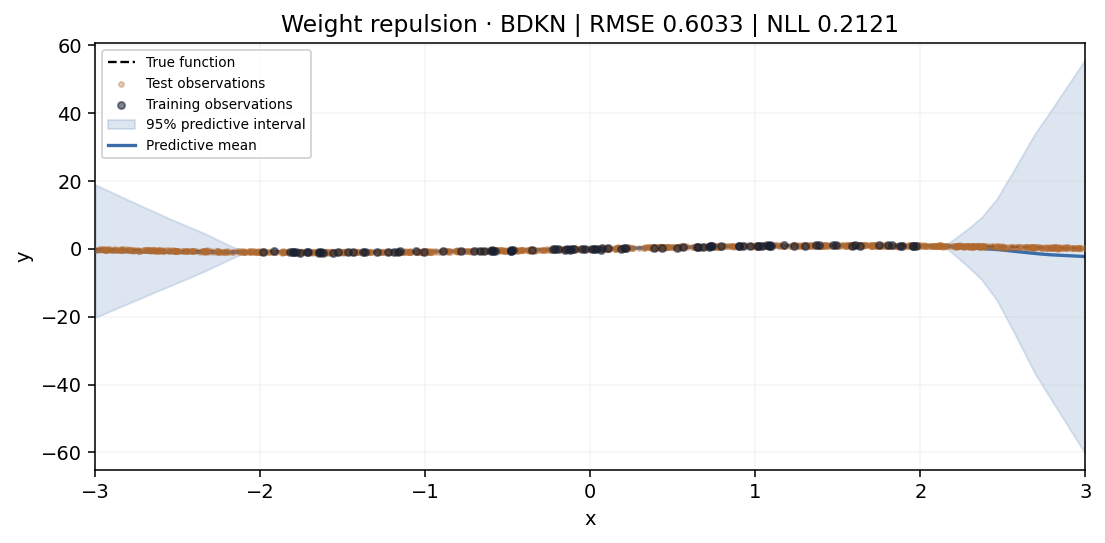 Weight repulsion · BDKN | RMSE 0.6033 | NLL 0.2121
True function
Test observations
Training observations
95% predictive interval
Predictive mean
60
40
20
0
−20
−40
−60
y
−3
−2
−1
0
1
2
3
x